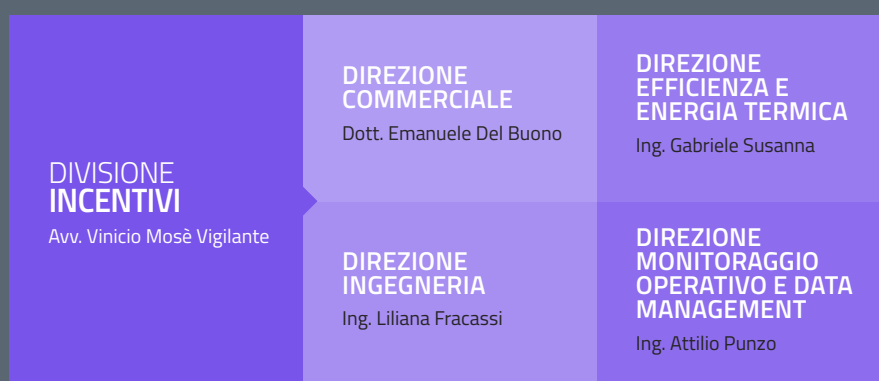 DIVISIONE
INCENTIVI
Avv. Vinicio Mosè Vigilante
DIREZIONE
COMMERCIALE
Dott. Emanuele Del Buono
DIREZIONE
EFFICIENZA E
ENERGIA TERMICA
Ing. Gabriele Susanna
DIREZIONE
INGEGNERIA
Ing. Liliana Fracassi
DIREZIONE
MONITORAGGIO
OPERATIVO E DATA
MANAGEMENT
Ing. Attilio Punzo